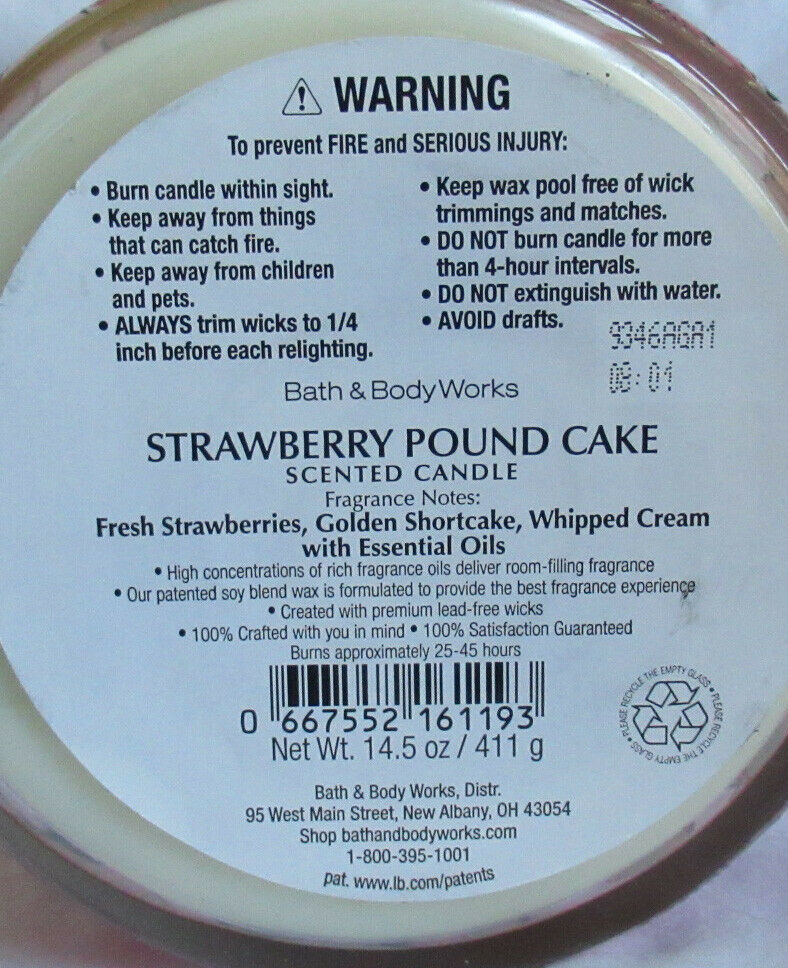 WARNING
To prevent FIRE and SERIOUS INJURY:
• Burn candle within sight.
• Keep away from things
that can catch fire.
• Keep away from children
and pets.
• ALWAYS trim wicks to 1/4
inch before each relighting.
• Keep wax pool free of wick
trimmings and matches.
• DO NOT burn candle for more
than 4-hour intervals.
• DO NOT extinguish with water.
• AVOID drafts.
9346AGA1
08:01
Bath & Body Works
STRAWBERRY POUND CAKE
SCENTED CANDLE
Fragrance Notes:
Fresh Strawberries, Golden Shortcake, Whipped Cream
with Essential Oils
• High concentrations of rich fragrance oils deliver room-filling fragrance
• Our patented soy blend wax is formulated to provide the best fragrance experience
• Created with premium lead-free wicks
• 100% Crafted with you in mind • 100% Satisfaction Guaranteed
Burns approximately 25-45 hours
0 667552 161193
Net Wt. 14.5 oz / 411 g
PLEASE RECYCLE THE EMPTY GLASS • PLEASE RECYCLE THE EMPTY GLASS •
Bath & Body Works, Distr.
95 West Main Street, New Albany, OH 43054
Shop bathandbodyworks.com
1-800-395-1001
pat. www.lb.com/patents